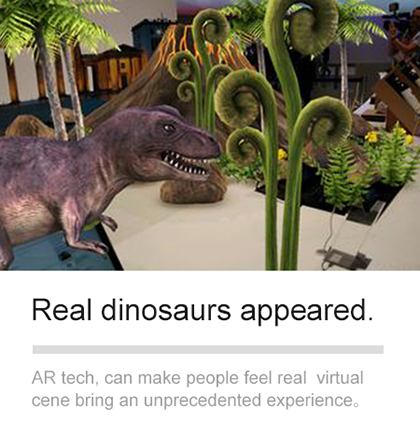 Real dinosaurs appeared.
AR tech, can make people feel real  virtual
cene bring an unprecedented experience。